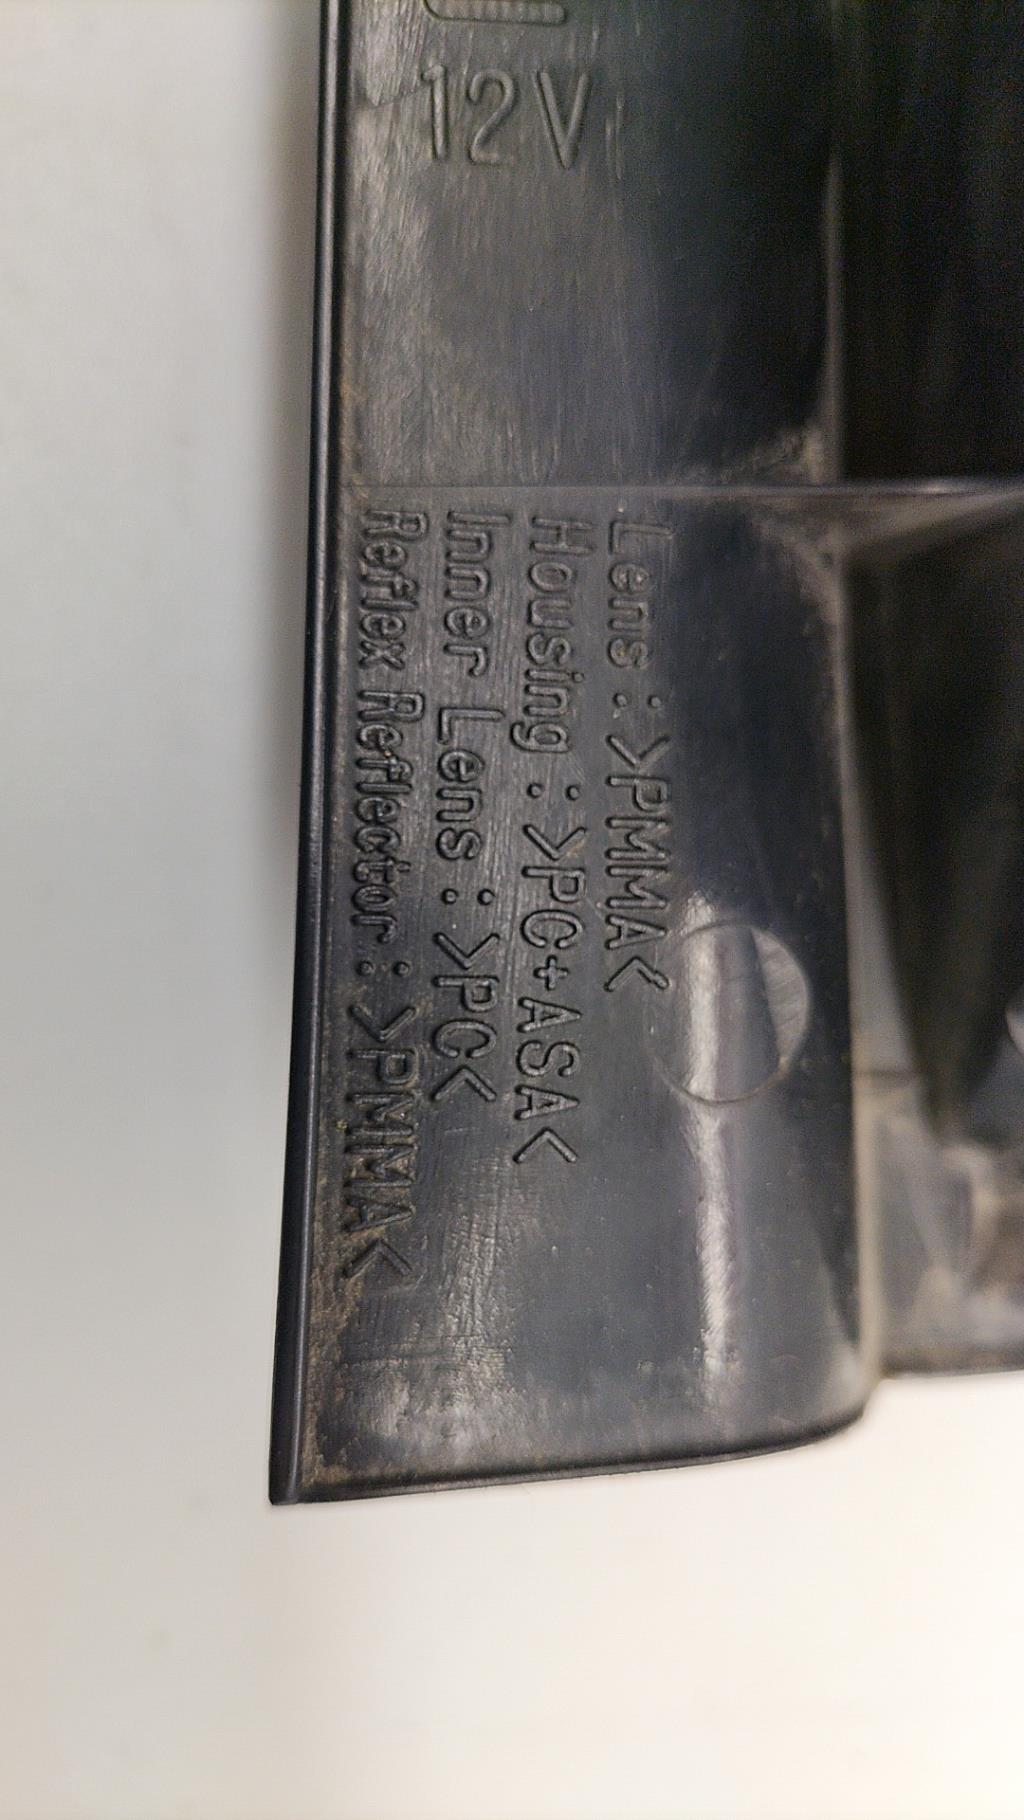 12V
Lens:>PMMA<
Housing:>PC+ASA<
Inner Lens:>PC<
Reflex Reflector:>PMMA<